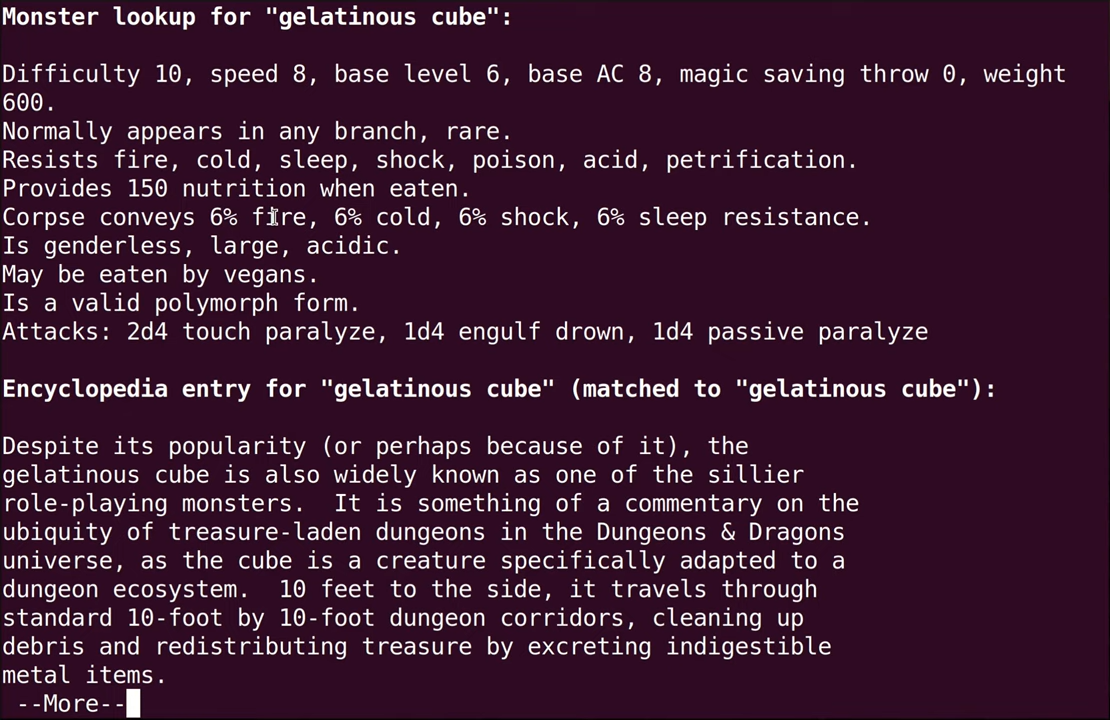 Monster lookup for "gelatinous cube":
Difficulty 10, speed 8, base level 6, base AC 8, magic saving throw 0, weight
600.
Normally appears in any branch, rare.
Resists fire, cold, sleep, shock, poison, acid, petrification.
Provides 150 nutrition when eaten.
Corpse conveys 6% fire, 6% cold, 6% shock, 6% sleep resistance.
Is genderless, large, acidic.
May be eaten by vegans.
Is a valid polymorph form.
Attacks: 2d4 touch paralyze, 1d4 engulf drown, 1d4 passive paralyze
Encyclopedia entry for "gelatinous cube" (matched to "gelatinous cube"):
Despite its popularity (or perhaps because of it), the
gelatinous cube is also widely known as one of the sillier
role-playing monsters.  It is something of a commentary on the
ubiquity of treasure-laden dungeons in the Dungeons & Dragons
universe, as the cube is a creature specifically adapted to a
dungeon ecosystem.  10 feet to the side, it travels through
standard 10-foot by 10-foot dungeon corridors, cleaning up
debris and redistributing treasure by excreting indigestible
metal items.
--More--